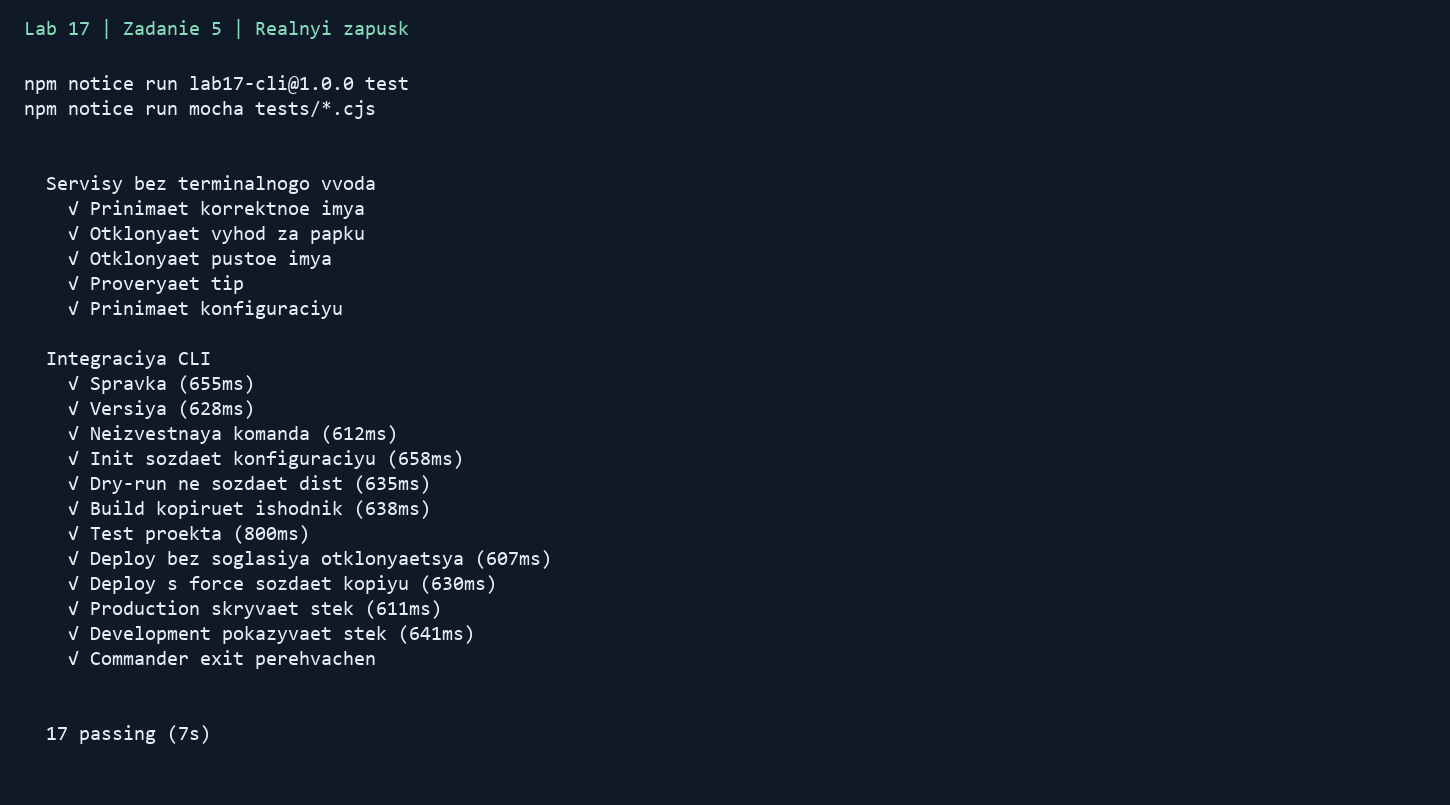 Lab 17 | Zadanie 5 | Realnyi zapusk
npm notice run lab17-cli@1.0.0 test
npm notice run mocha tests/*.cjs
Servisy bez terminalnogo vvoda
√ Prinimaet korrektnoe imya
√ Otklonyaet vyhod za papku
√ Otklonyaet pustoe imya
√ Proveryaet tip
√ Prinimaet konfiguraciyu
Integraciya CLI
√ Spravka (655ms)
√ Versiya (628ms)
√ Neizvestnaya komanda (612ms)
√ Init sozdaet konfiguraciyu (658ms)
√ Dry-run ne sozdaet dist (635ms)
√ Build kopiruet ishodnik (638ms)
√ Test proekta (800ms)
√ Deploy bez soglasiya otklonyaetsya (607ms)
√ Deploy s force sozdaet kopiyu (630ms)
√ Production skryvaet stek (611ms)
√ Development pokazyvaet stek (641ms)
√ Commander exit perehvachen
17 passing (7s)